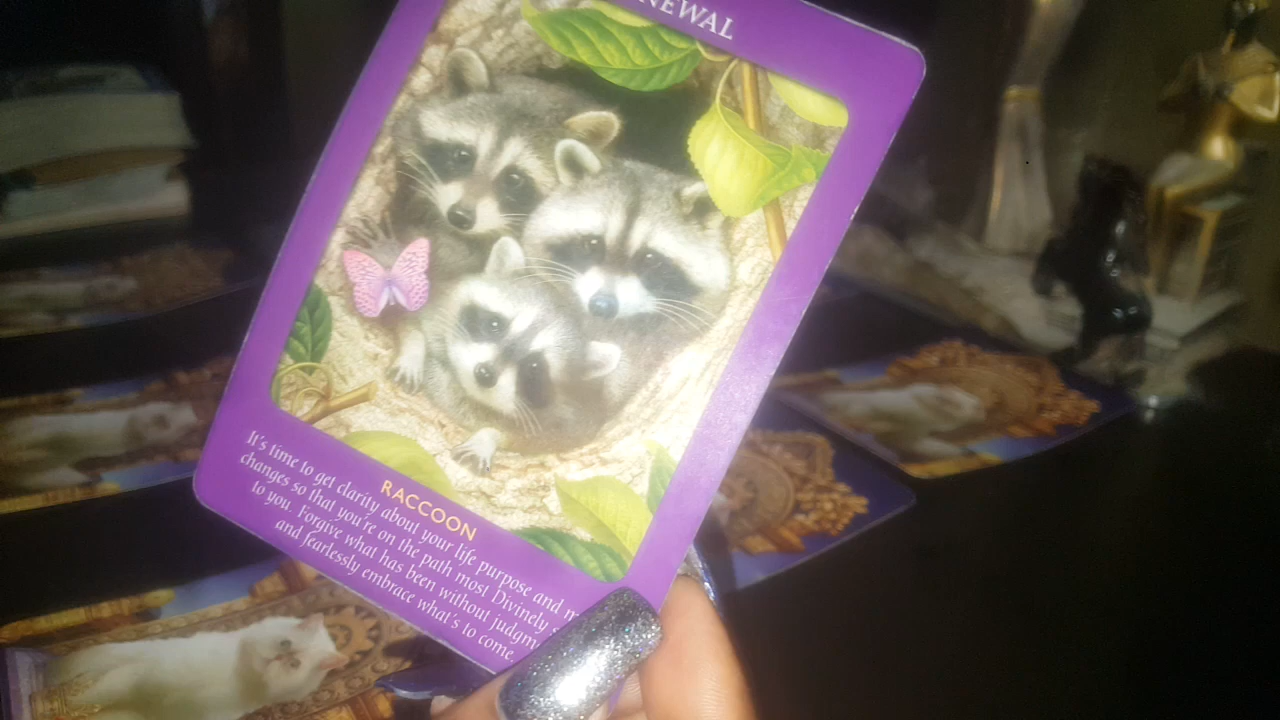 NEWAL
RACCOON
It's time to get clarity about your life purpose and m
changes so that you're on the path most Divinely
to you. Forgive what has been without judgm
and fearlessly embrace what's to come.